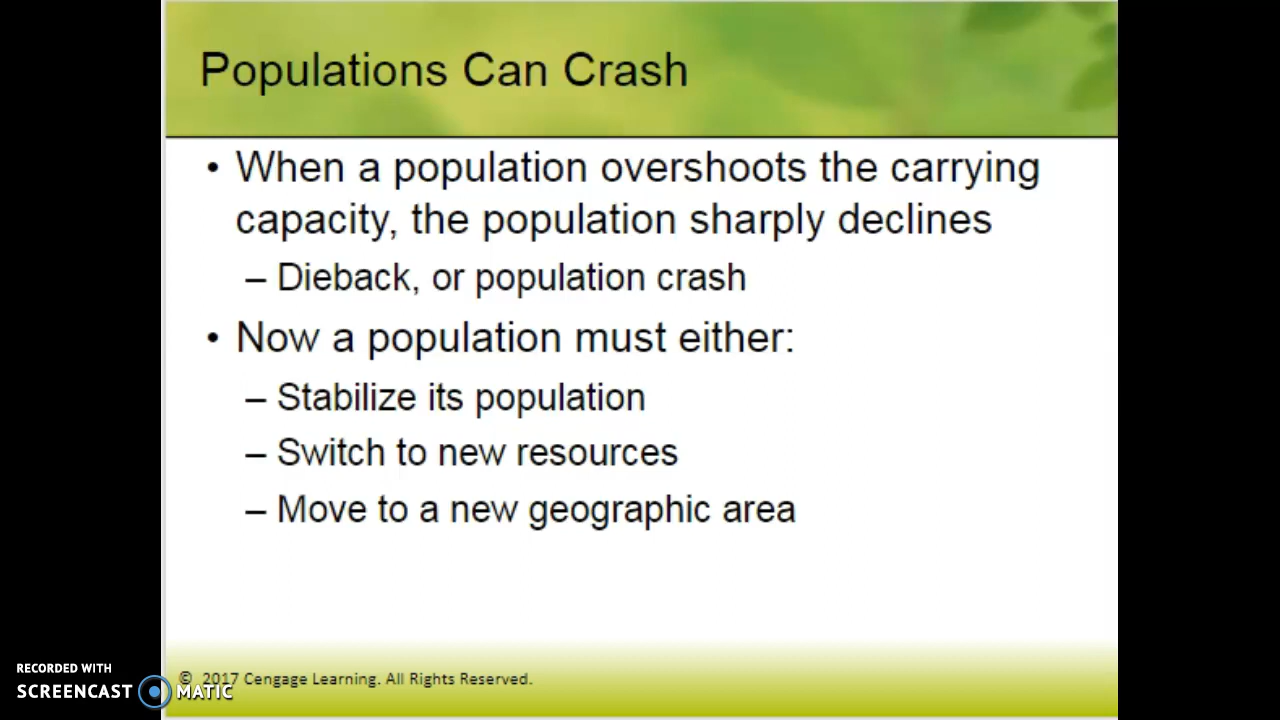 Populations Can Crash
• When a population overshoots the carrying
capacity, the population sharply declines
– Dieback, or population crash
• Now a population must either:
– Stabilize its population
– Switch to new resources
– Move to a new geographic area
© 2017 Cengage Learning. All Rights Reserved.
RECORDED WITH
SCREENCAST MATIC